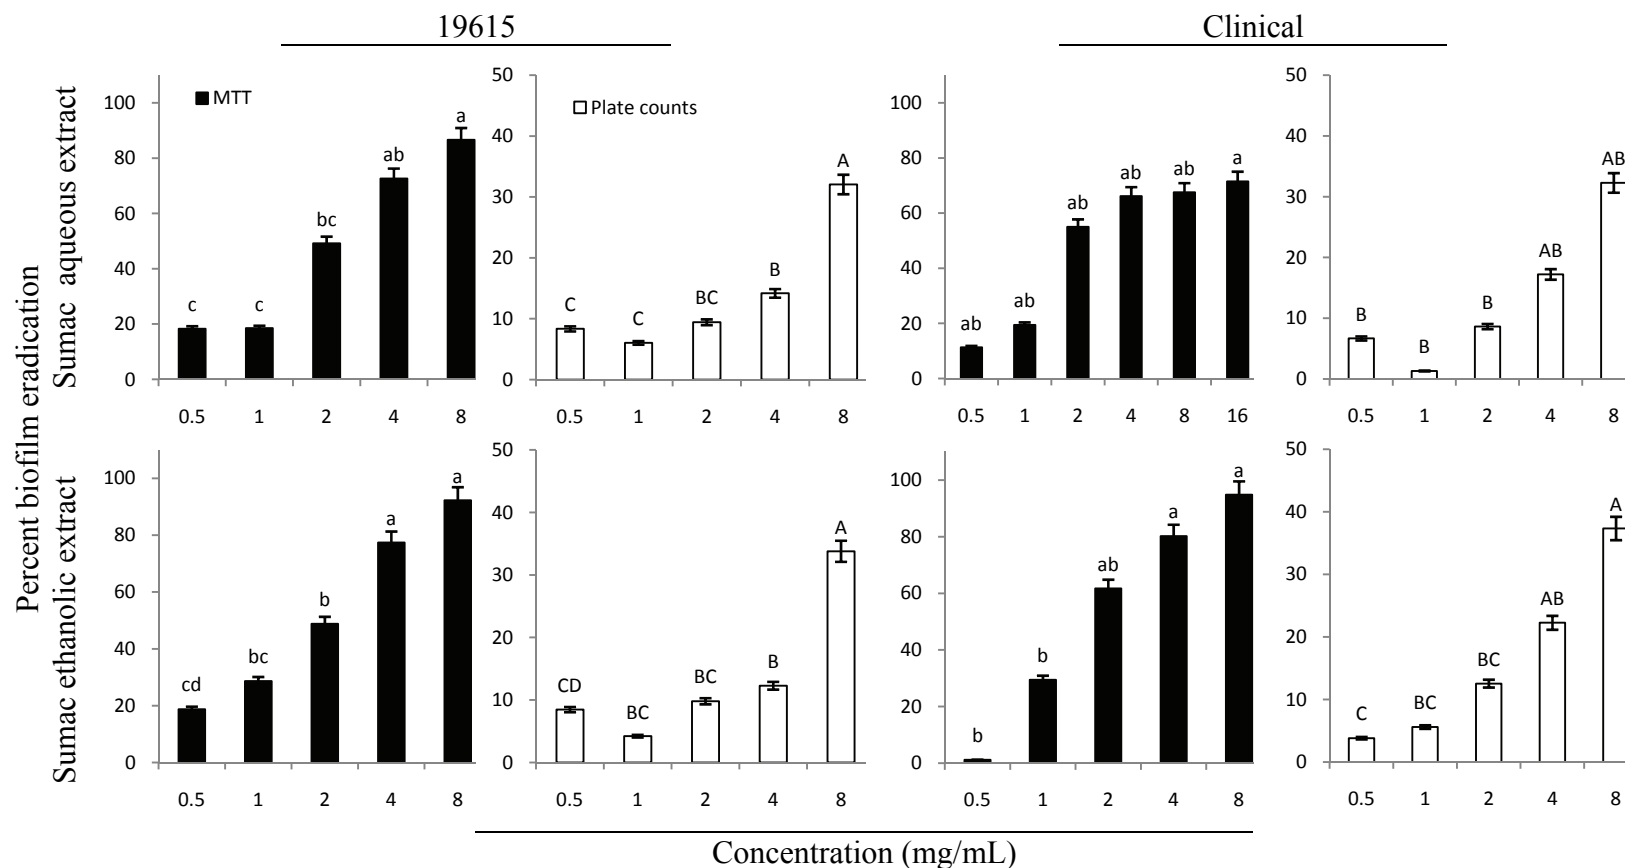 19615
Clinical
Percent biofilm eradication
Sumac aqueous extract
100
80
60
40
20
0
MTT
c
c
bc
ab
a
0.5 1 2 4 8
50
40
30
20
10
0
Plate counts
C
C
BC
B
A
0.5 1 2 4 8
100
80
60
40
20
0
ab
ab
ab
ab
ab
a
0.5 1 2 4 8 16
50
40
30
20
10
0
B
B
B
AB
AB
0.5 1 2 4 8
Sumac ethanolic extract
100
80
60
40
20
0
cd
bc
b
a
a
0.5 1 2 4 8
50
40
30
20
10
0
CD
BC
BC
B
A
0.5 1 2 4 8
100
80
60
40
20
0
b
b
ab
a
a
0.5 1 2 4 8
50
40
30
20
10
0
C
BC
BC
AB
A
0.5 1 2 4 8
Concentration (mg/mL)